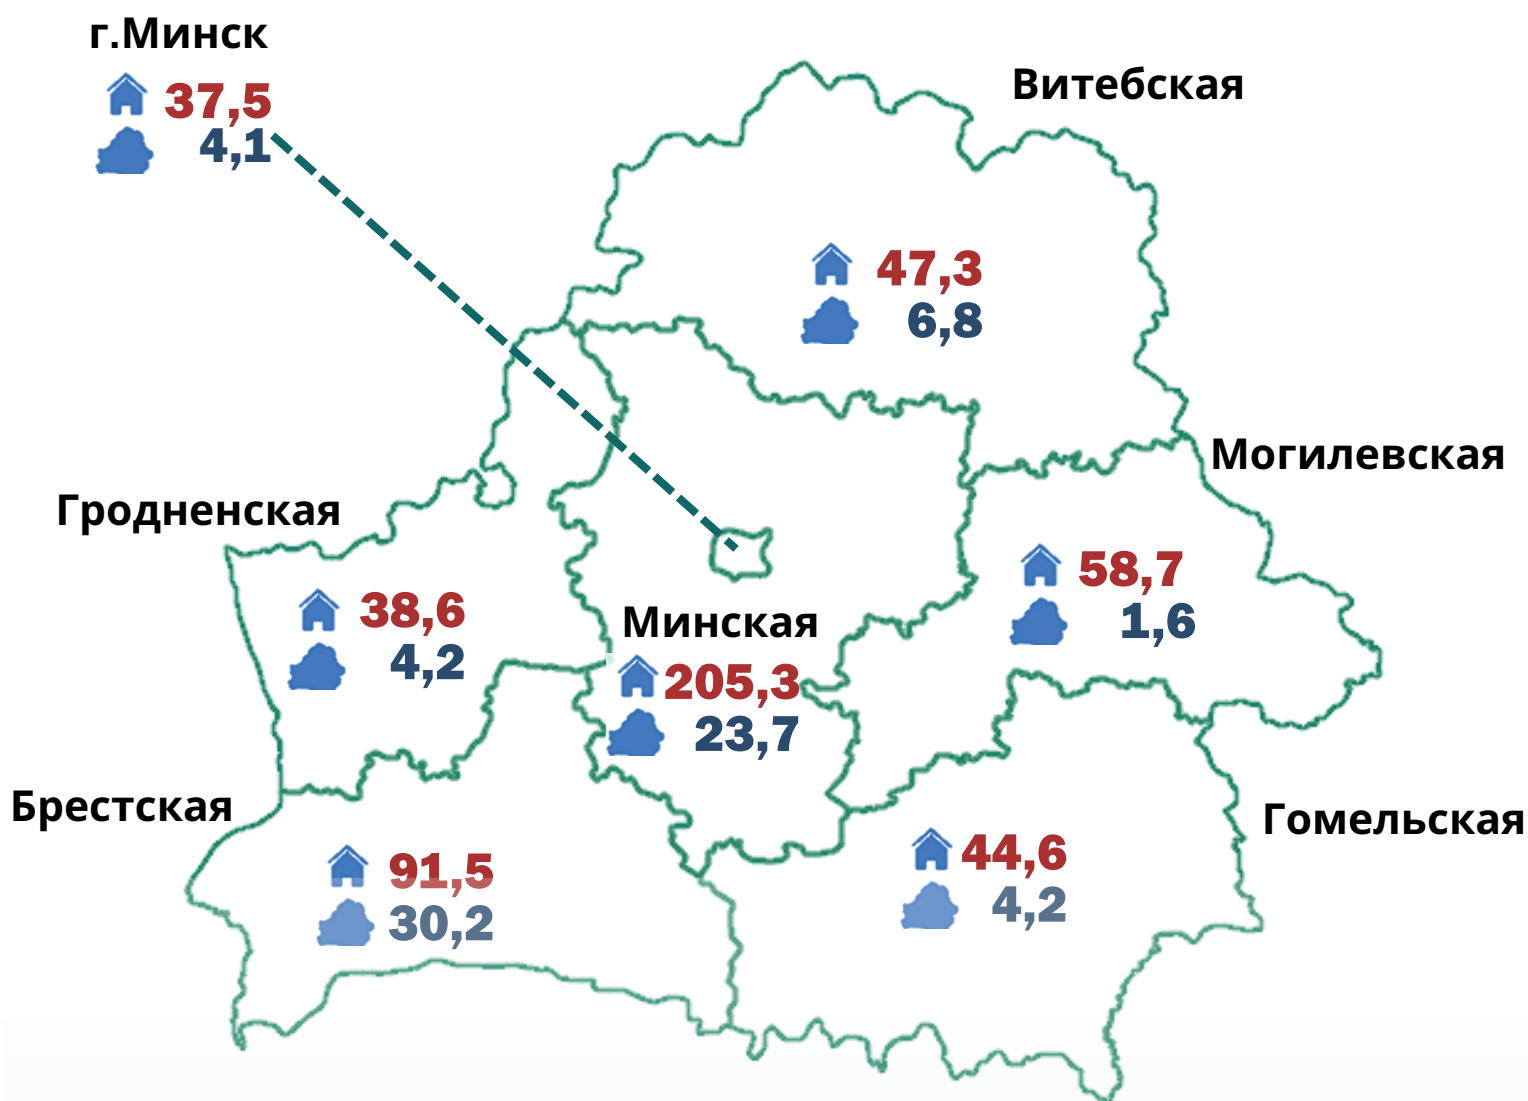 г.Минск
37,5
4,1
Витебская
47,3
6,8
Могилевская
58,7
1,6
Гродненская
38,6
4,2
Минская
205,3
23,7
Брестская
91,5
30,2
Гомельская
44,6
4,2